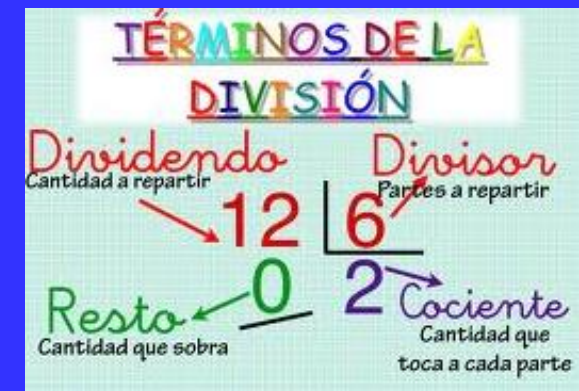 TÉRMINOS DE LA
DIVISIÓN
Dividendo
Cantidad a repartir
Divisor
Partes a repartir
12 6
0 2
Resto
Cantidad que sobra
Cociente
Cantidad que
toca a cada parte